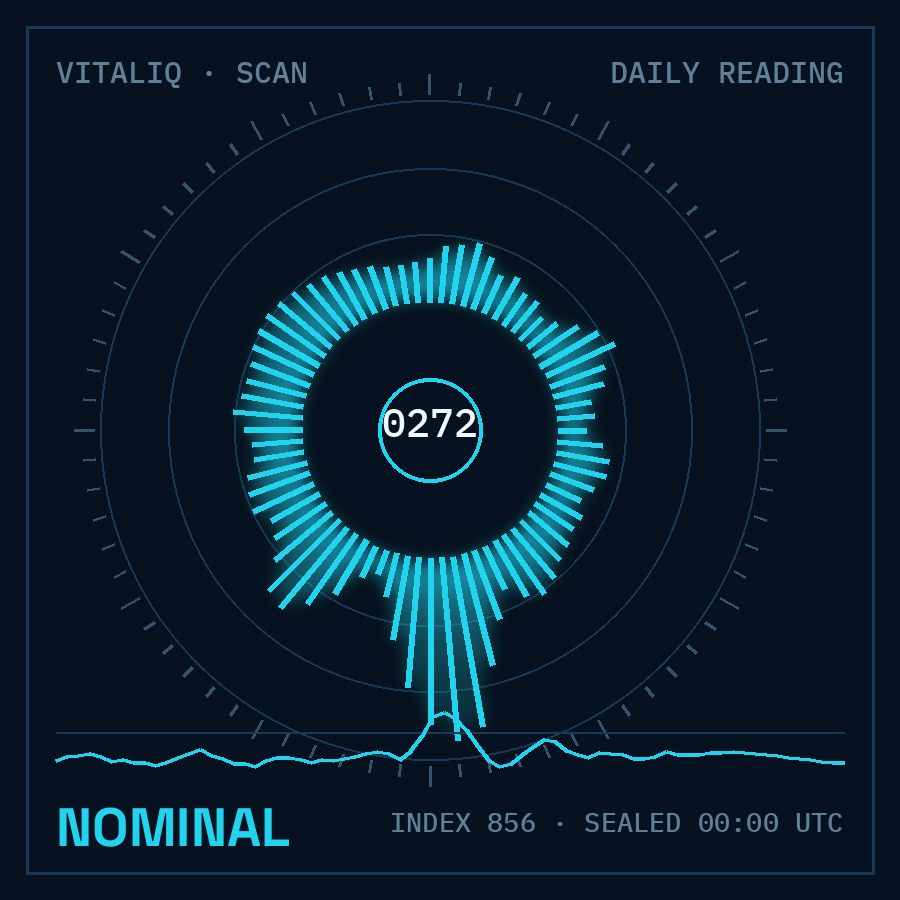 VITALIQ · SCAN
DAILY READING
0272
NOMINAL
INDEX 856 · SEALED 00:00 UTC